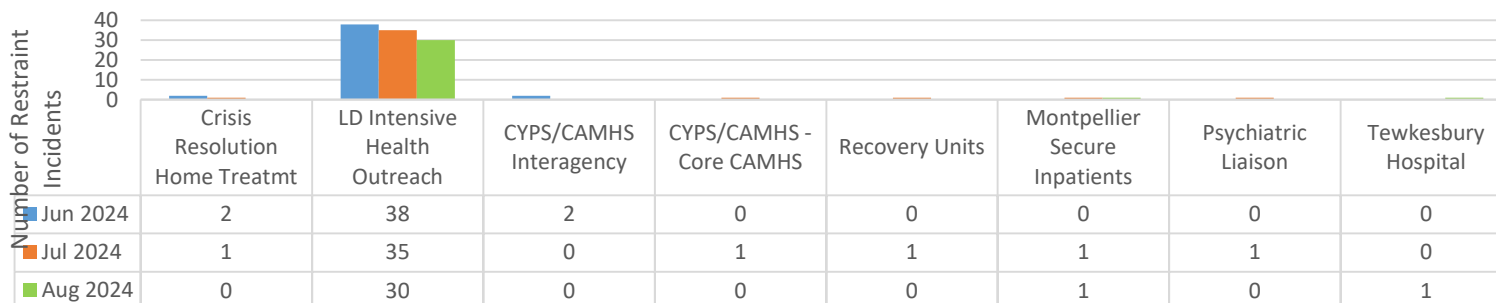 Number of Restraint
Incidents
40
30
20
10
0
Crisis
Resolution
Home Treatmt
LD Intensive
Health
Outreach
CYPS/CAMHS
Interagency
CYPS/CAMHS -
Core CAMHS
Recovery Units
Montpellier
Secure
Inpatients
Psychiatric
Liaison
Tewkesbury
Hospital
Jun 2024 2 38 2 0 0 0 0 0
Jul 2024 1 35 0 1 1 1 1 0
Aug 2024 0 30 0 0 0 1 0 1